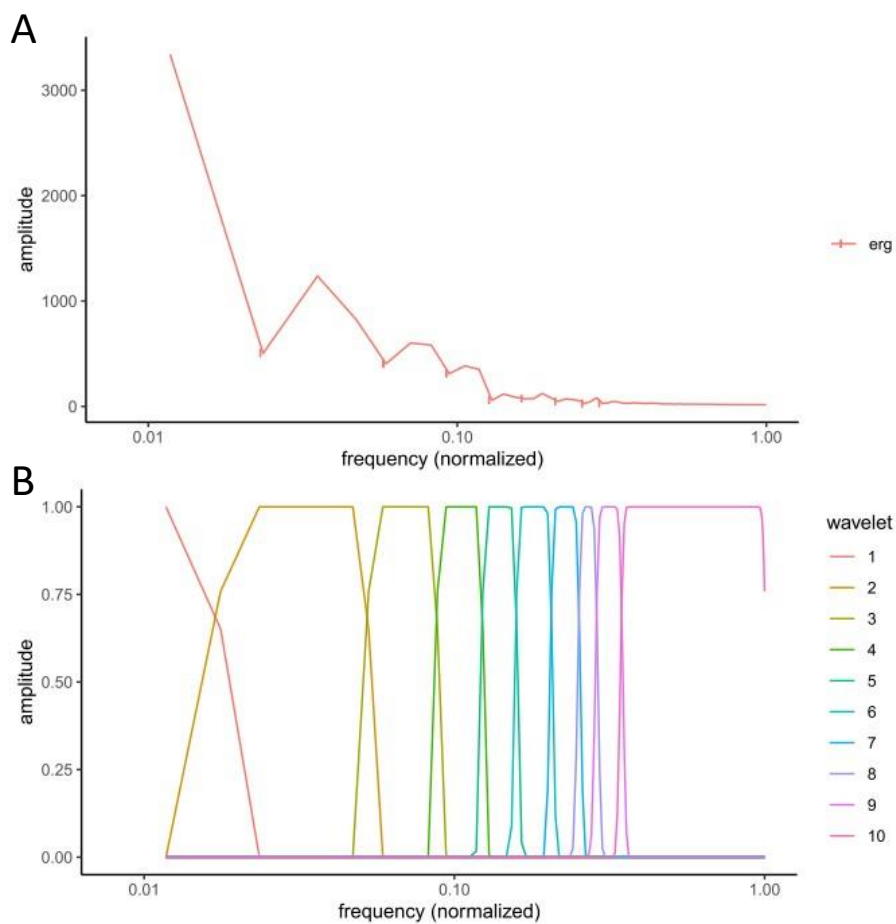 A
3000
2000
1000
0
amplitude
0.01 0.10 1.00
frequency (normalized)
erg
B
1.00
0.75
0.50
0.25
0.00
amplitude
0.01 0.10 1.00
frequency (normalized)
wavelet
1
2
3
4
5
6
7
8
9
10